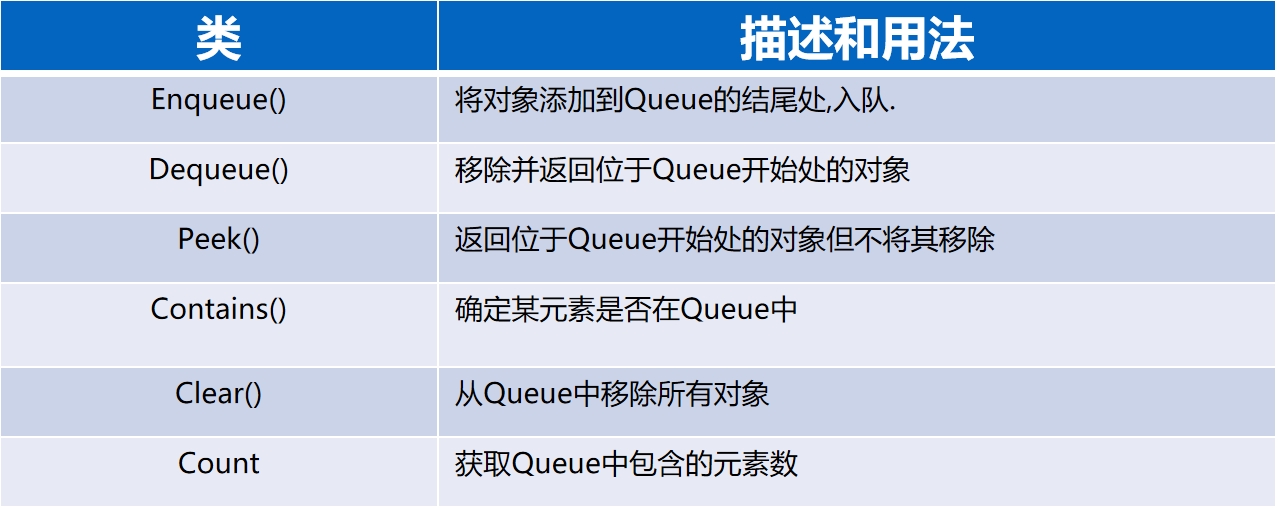 类 描述和用法
Enqueue() 将对象添加到Queue的结尾处,入队.
Dequeue() 移除并返回位于Queue开始处的对象
Peek() 返回位于Queue开始处的对象但不将其移除
Contains() 确定某元素是否在Queue中
Clear() 从Queue中移除所有对象
Count 获取Queue中包含的元素数